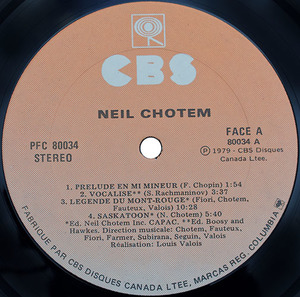 CBS
NEIL CHOTEM
PFC 80034
STEREO
FACE A
80034 A
℗ 1979 - CBS Disques
Canada Ltee.
1. PRELUDE EN MI MINEUR (F. Chopin) 1:54
2. VOCALISE** (S. Rachmaninov) 3:37
3. LEGENDE DU MONT-ROUGE* (Fiori, Chotem,
Fauteux, Valois) 10:28
4. SASKATOON* (N. Chotem) 5:40
*Ed. Neil Chotem Inc. CAPAC. **Ed. Boosy and
Hawkes. Direction musicale: Chotem, Fauteux,
Fiori, Farmer, Subirana, Seguin, Valois
Réalisation: Louis Valois
FABRIQUE PAR CBS DISQUES CANADA LTEE., MARCAS REG. COLUMBIA